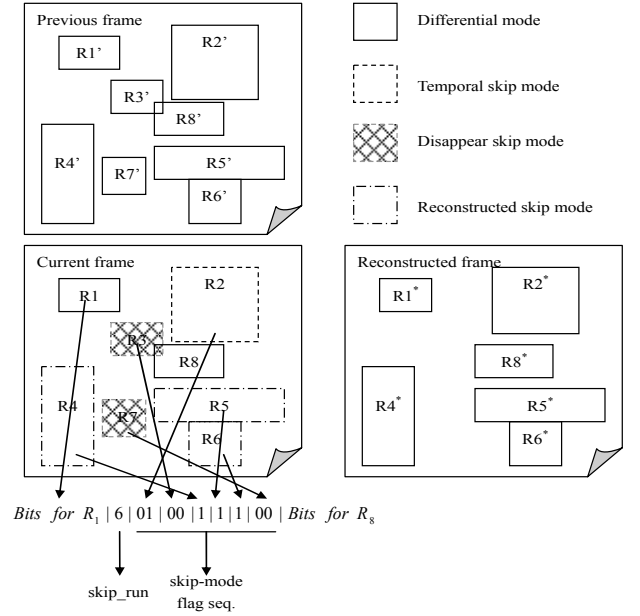 Previous frame
R1’
R2’
R3’
R8’
R4’
R7’
R5’
R6’
Differential mode
Temporal skip mode
Disappear skip mode
Reconstructed skip mode
Current frame
R1
R2
R3
R8
R4
R7
R5
R6
Reconstructed frame
R1*
R2*
R8*
R4*
R5*
R6*
Bits for R1 | 6 | 01 | 00 | 1 | 1 | 1 | 00 | Bits for R8
skip_run
skip-mode
flag seq.